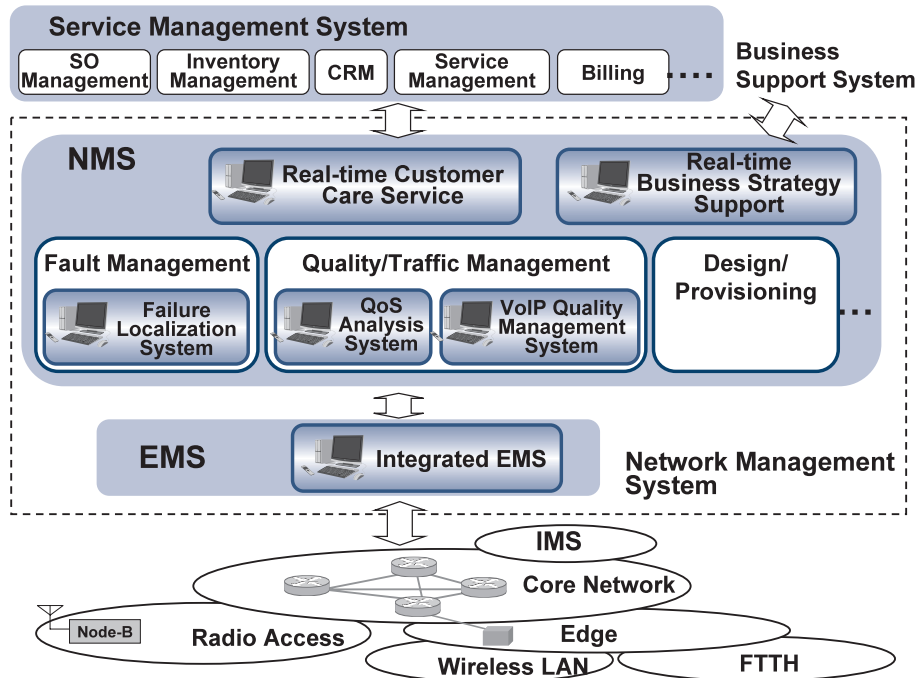 Service Management System
SO
Management
Inventory
Management
CRM
Service
Management
Billing
....
Business
Support System
NMS
Real-time Customer
Care Service
Real-time
Business Strategy
Support
Fault Management
Failure
Localization
System
Quality/Traffic Management
QoS
Analysis
System
VoIP Quality
Management
System
Design/
Provisioning
...
EMS
Integrated EMS
Network Management
System
IMS
Core Network
Node-B
Radio Access
Edge
Wireless LAN
FTTH